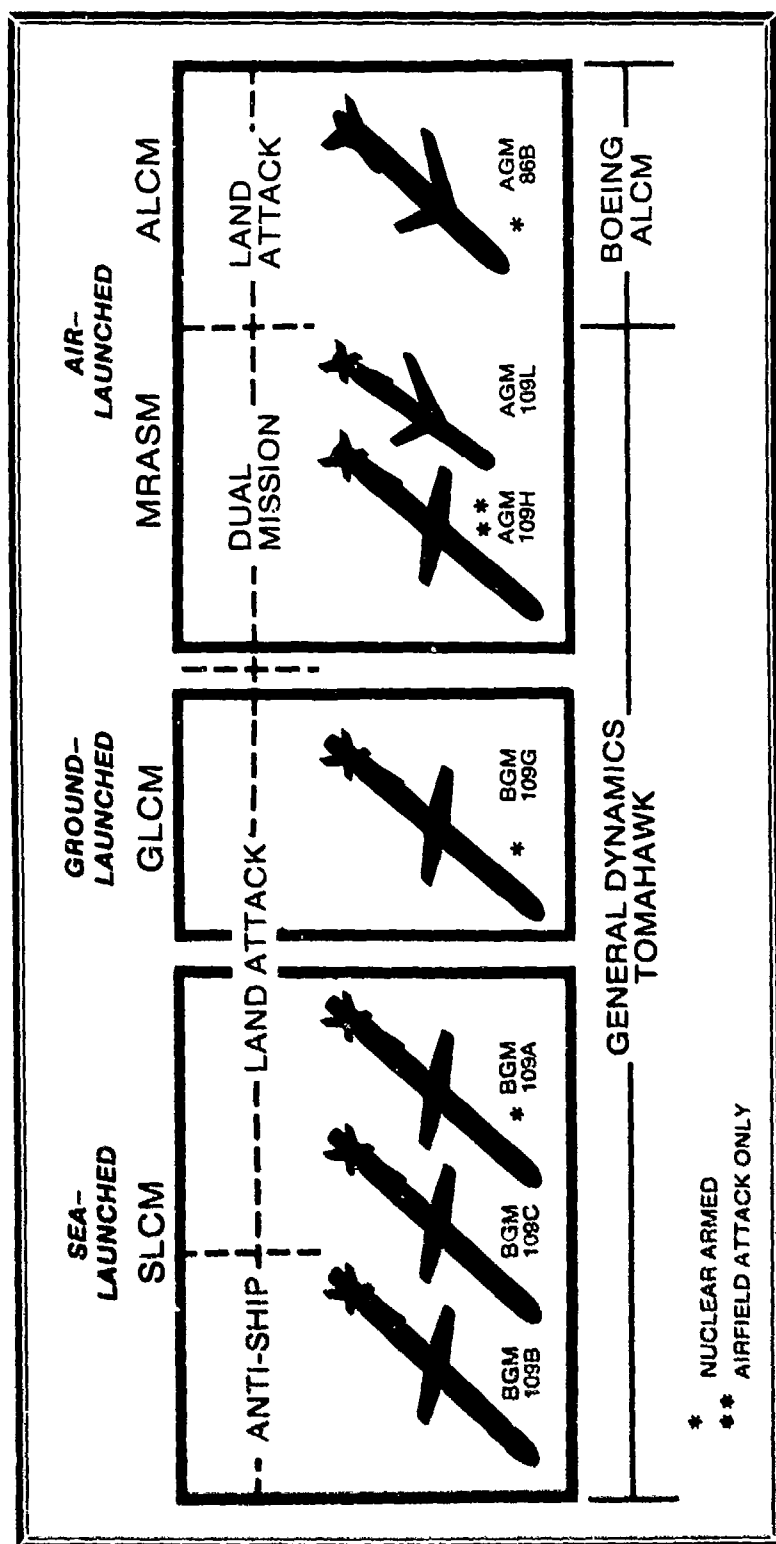 SEA-
LAUNCHED
SLCM
GROUND-
LAUNCHED
GLCM
AIR-
LAUNCHED
MRASM
ALCM
ANTI-SHIP
LAND ATTACK
DUAL
MISSION
LAND
ATTACK
BGM
109B
BGM
109C
* BGM
109A
*
BGM
109G
**
AGM
109H
AGM
109L
*
AGM
86B
GENERAL DYNAMICS
TOMAHAWK
BOEING
ALCM
* NUCLEAR ARMED
** AIRFIELD ATTACK ONLY